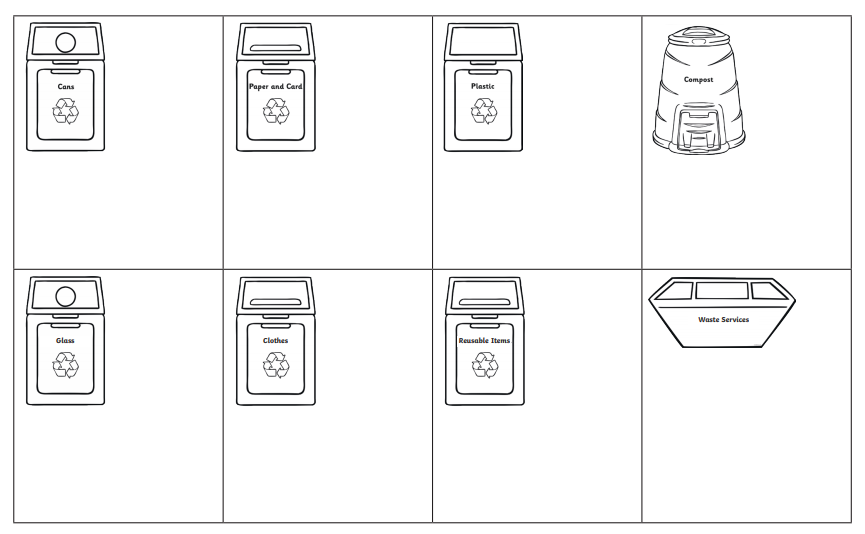 Cans
Paper and Card
Plastic
Compost
Glass
Clothes
Reusable Items
Waste Services